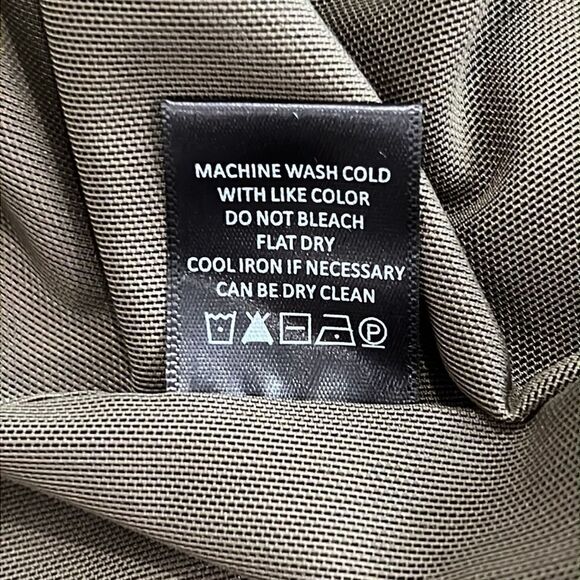 MACHINE WASH COLD
WITH LIKE COLOR
DO NOT BLEACH
FLAT DRY
COOL IRON IF NECESSARY
CAN BE DRY CLEAN
P